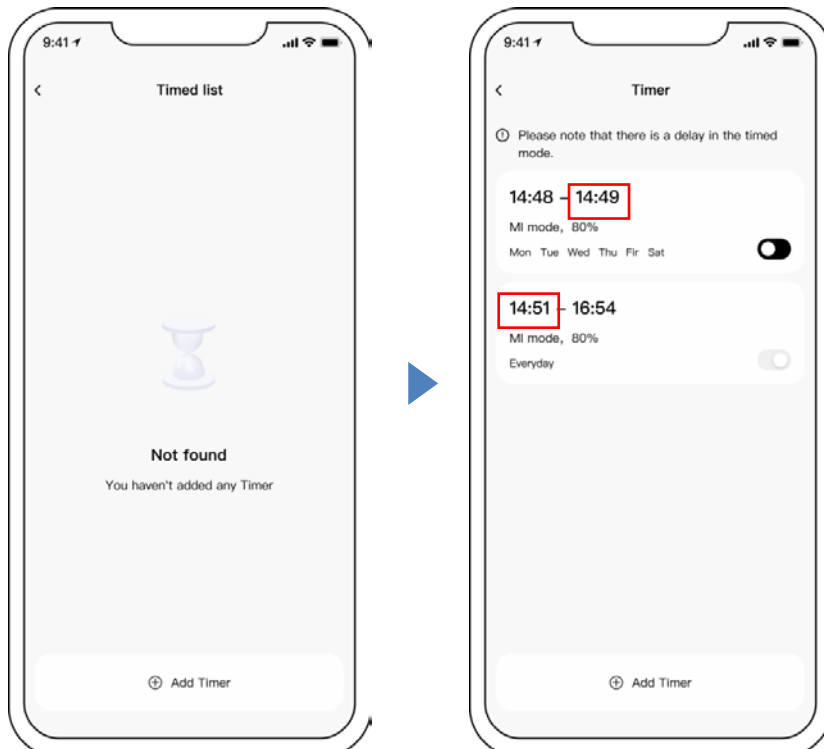 9:41
Timed list
Not found
You haven't added any Timer
Add Timer
9:41
Timer
Please note that there is a delay in the timed
mode.
14:48 – 14:49
MI mode, 80%
Mon Tue Wed Thu Fir Sat
14:51 – 16:54
MI mode, 80%
Everyday
Add Timer